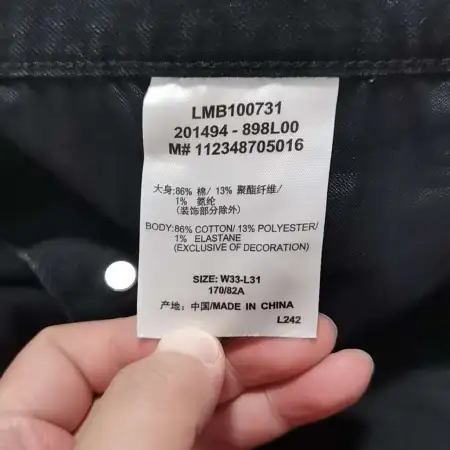 LMB100731
201494 - 898L00
M# 112348705016
大身:86% 棉/ 13% 聚酯纤维/
1% 氨纶
(装饰部分除外)
BODY:86% COTTON/ 13% POLYESTER/
1% ELASTANE
(EXCLUSIVE OF DECORATION)
SIZE: W33-L31
170/82A
产地: 中国/MADE IN CHINA
L242